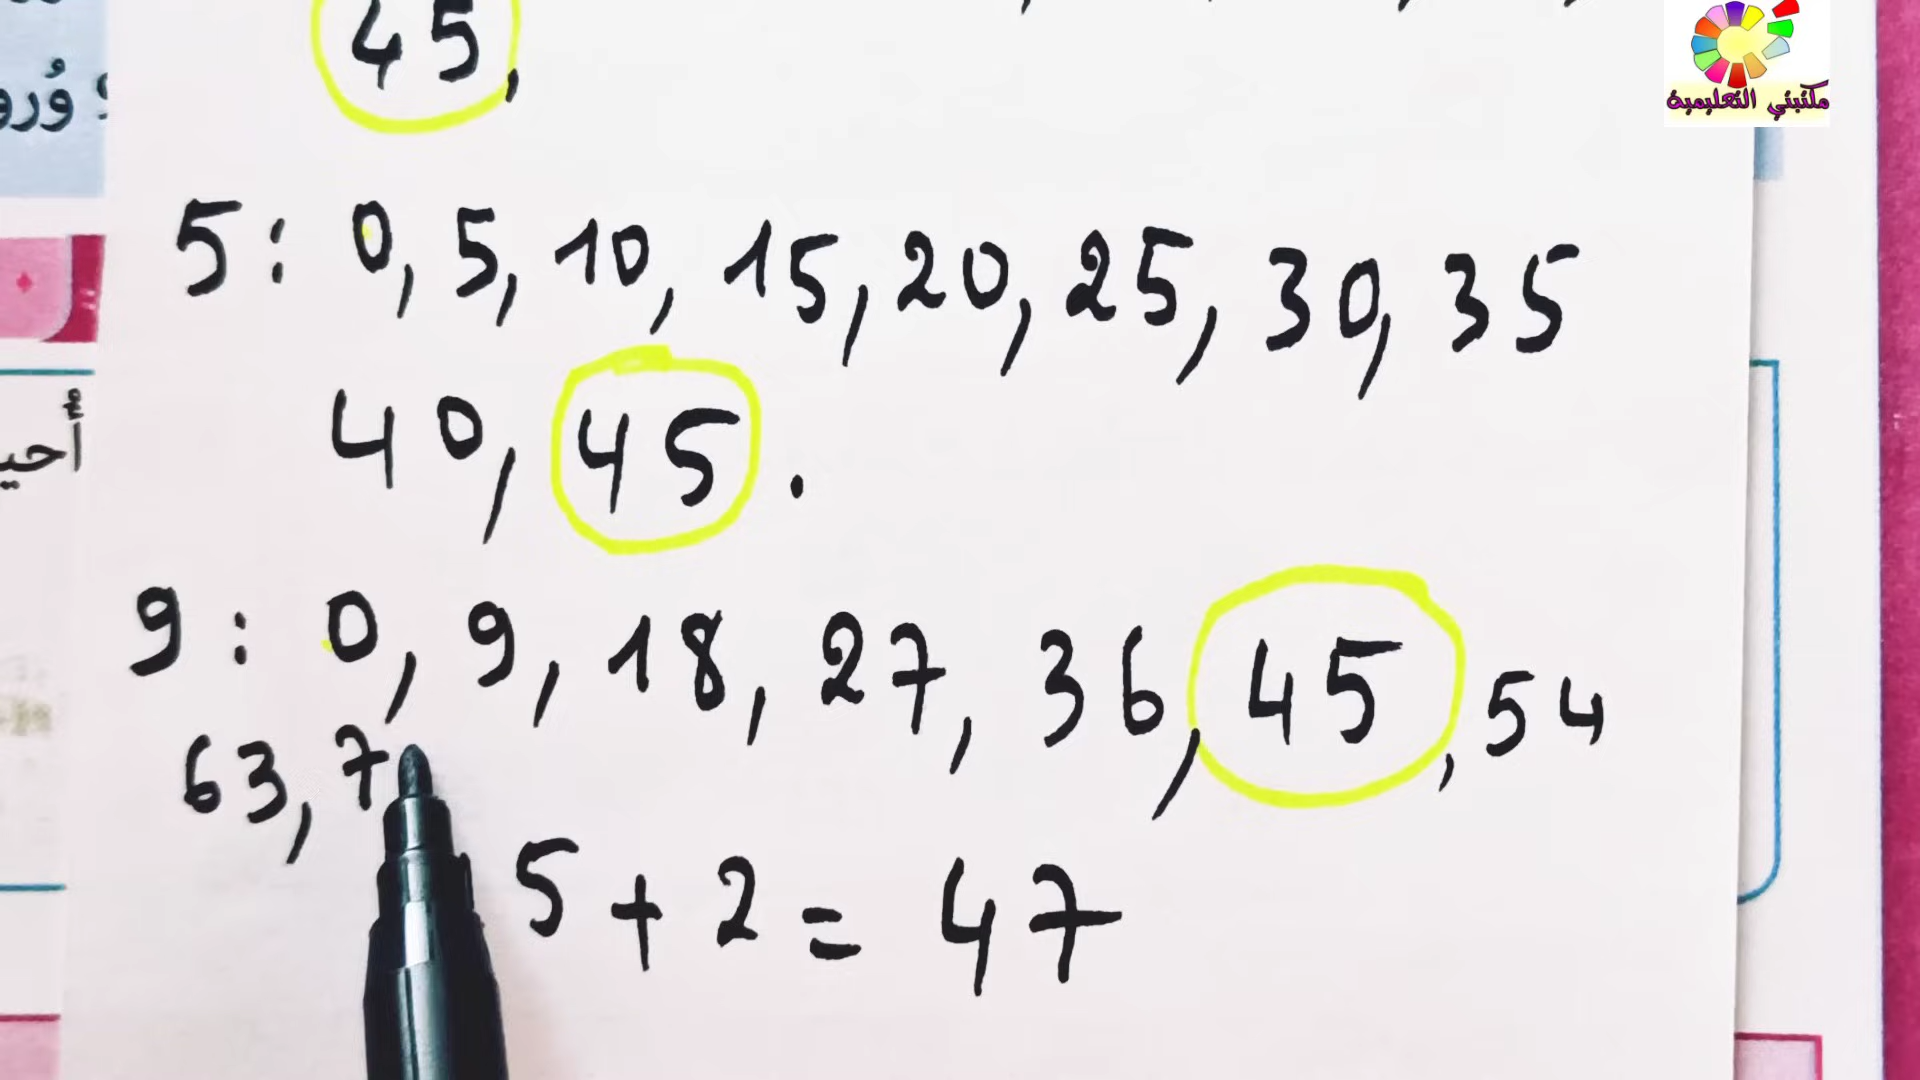 45,
مكتبتي التعليمية
5: 0, 5, 10, 15, 20, 25, 30, 35
40, 45.
9: 0, 9, 18, 27, 36, 45, 54
63, 7
5 + 2 = 47